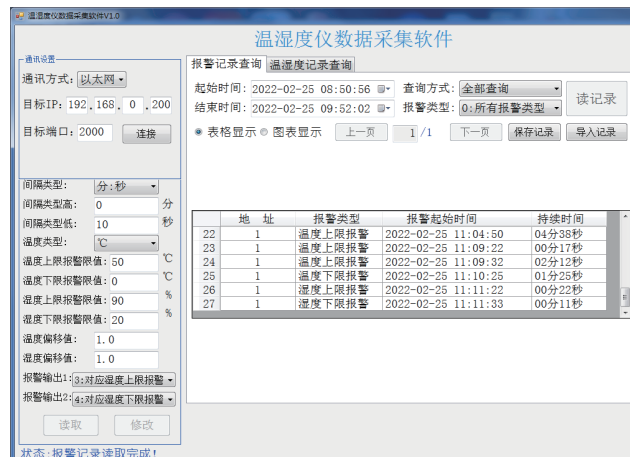 温湿度仪数据采集软件V1.0
温湿度仪数据采集软件
通讯设置
通讯方式: 以太网
目标IP: 192.168.0.200
目标端口: 2000 连接
间隔类型: 分:秒
间隔类型高: 0 分
间隔类型低: 10 秒
温度类型: ℃
温度上限报警限值: 50 ℃
温度下限报警限值: 0 ℃
湿度上限报警限值: 90 %
湿度下限报警限值: 20 %
温度偏移值: 1.0
湿度偏移值: 1.0
报警输出1: 3:对应湿度上限报警
报警输出2: 4:对应湿度下限报警
读取 修改
状态:报警记录读取完成!
报警记录查询 温湿度记录查询
起始时间: 2022-02-25 08:50:56 查询方式: 全部查询
结束时间: 2022-02-25 09:52:02 报警类型: 0:所有报警类型
读记录
表格显示 图表显示 上一页 1 /1 下一页 保存记录 导入记录
地 址 报警类型 报警起始时间 持续时间
22 1 温度上限报警 2022-02-25 11:04:50 04分38秒
23 1 温度上限报警 2022-02-25 11:09:22 00分17秒
24 1 温度上限报警 2022-02-25 11:09:32 02分12秒
25 1 温度下限报警 2022-02-25 11:10:25 01分25秒
26 1 湿度上限报警 2022-02-25 11:11:22 00分22秒
27 1 湿度下限报警 2022-02-25 11:11:33 00分11秒